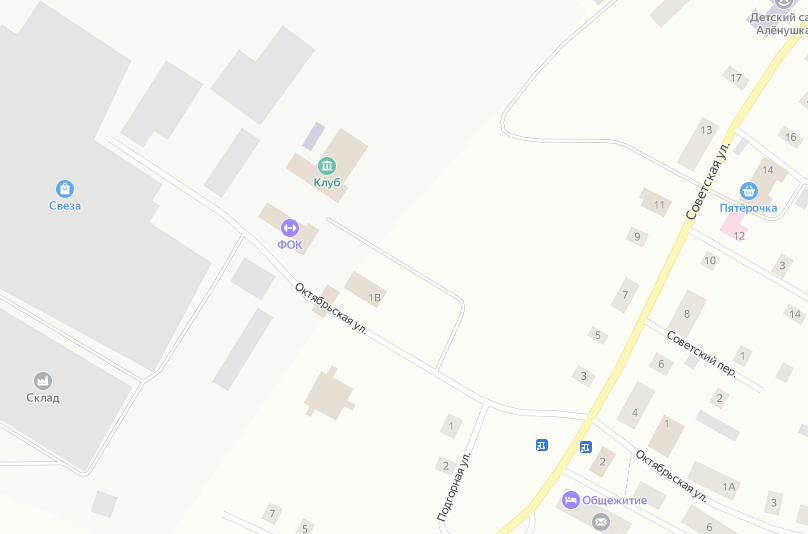 Детский са
Алёнушка
17
13
16
Советская ул.
14
Клуб
Свеза
Пятёрочка
11
12
9
ФОК
10
3
7
1В
Октябрьская ул.
8
14
5
Советский пер.
1
6
3
2
Склад
4
1
1
2
2
Октябрьская ул.
Подгорная ул.
1А
Общежитие
3
7
5
6